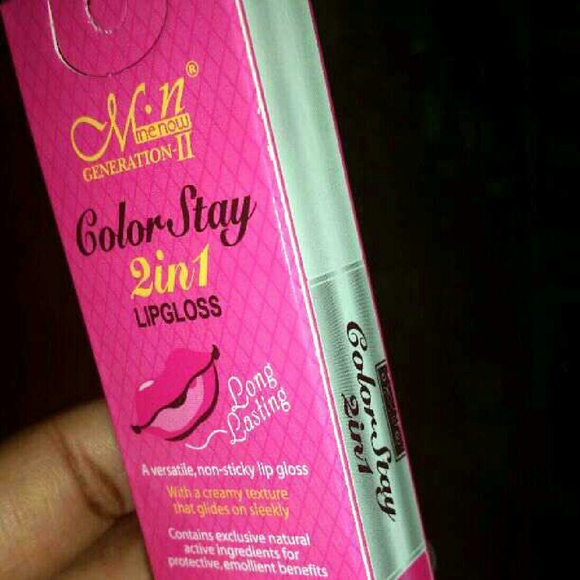 M·n®
menow
GENERATION-II
ColorStay
2in1
LIPGLOSS
Long
Lasting
A versatile, non-sticky lip gloss
With a creamy texture
that glides on sleekly
Contains exclusive natural
active ingredients for
protective, emollient benefits
ColorStay
2in1